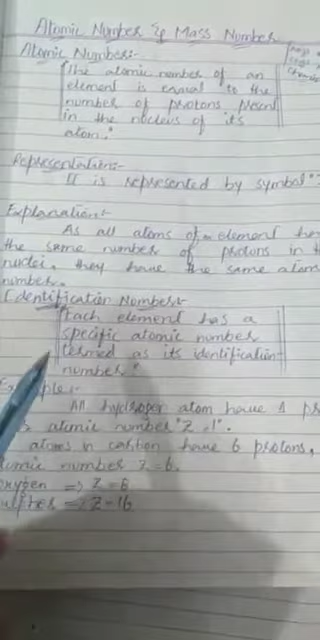 Atomic Number & Mass Number
Atomic Number:-
"The atomic number of an
element is equal to the
number of protons present
in the nucleus of its
atom."
Representation:-
It is represented by symbol "
Explanation:-
As all atoms of an element have
the same number of protons in th
nuclei, they have the same atom
number.
Identification Number:-
"Each element has a
specific atomic number
termed as its identification
number."
Example:-
All hydrogen atom have 1 pr
atomic number "Z=1".
atoms in carbon have 6 protons,
atomic number Z=6.
oxygen => Z=8
sulpher => Z=16